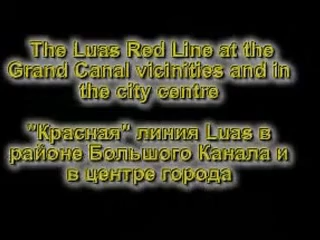 The Luas Red Line at the
Grand Canal vicinities and in
the city centre
"Красная" линия Luas в
районе Большого Канала и
в центре города